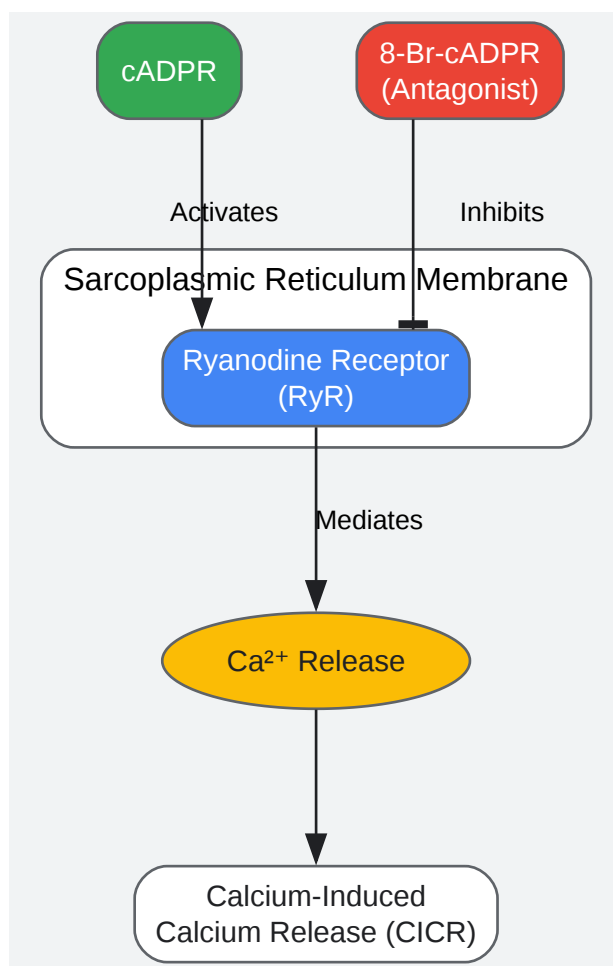 cADPR
8-Br-cADPR
(Antagonist)
Activates
Inhibits
Sarcoplasmic Reticulum Membrane
Ryanodine Receptor
(RyR)
Mediates
Ca²⁺ Release
Calcium-Induced
Calcium Release (CICR)